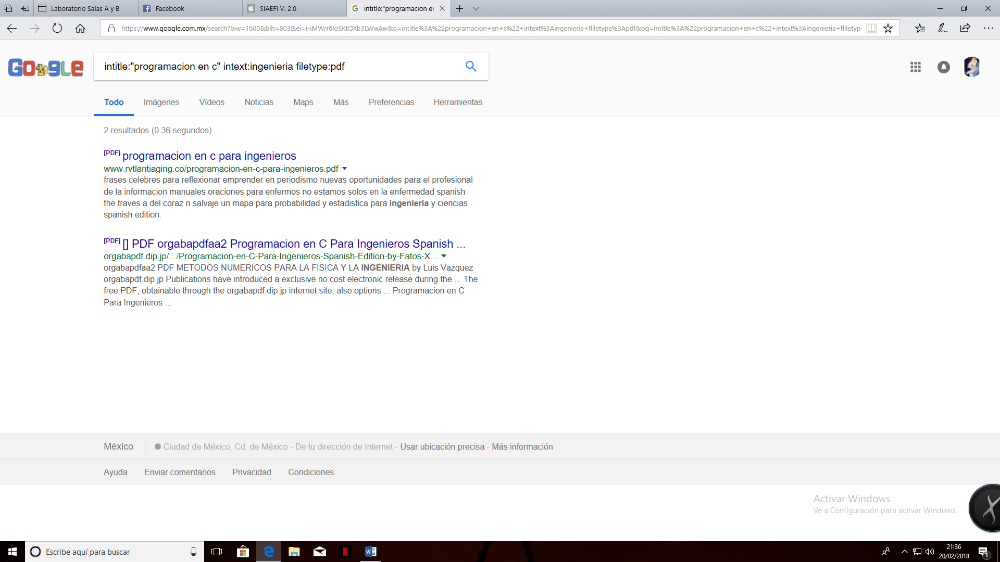 Laboratorio Salas A y B
Facebook
SIAEFI V. 2.0
intitle:"programacion er
https://www.google.com.mx/search?biw=1600&bih=803&ei=i-iMWrr6IoSKtQXb3LWwAw&q=intitle%3A%22programacion+en+c%22+intext%3Aingenieria+fliletype%3Apdf&oq=intitle%3A%22programacion+en+c%22+intext%3Aingenieria+fliletyp
Google
intitle:"programacion en c" intext:ingenieria filetype:pdf
Todo Imágenes Vídeos Noticias Maps Más Preferencias Herramientas
2 resultados (0.36 segundos)
[PDF] programacion en c para ingenieros
www.rvtlantiaging.co/programacion-en-c-para-ingenieros.pdf
frases celebres para reflexionar emprender en periodismo nuevas oportunidades para el profesional
de la informacion manuales oraciones para enfermos no estamos solos en la enfermedad spanish
the traves a del coraz n salvaje un mapa para probabilidad y estadistica para ingenieria y ciencias
spanish edition.
[PDF] [] PDF orgabapdfaa2 Programacion en C Para Ingenieros Spanish ...
orgabapdf.dip.jp/.../Programacion-en-C-Para-Ingenieros-Spanish-Edition-by-Fatos-X...
orgabapdfaa2 PDF METODOS NUMERICOS PARA LA FISICA Y LA INGENIERIA by Luis Vazquez
orgabapdf.dip.jp Publications have introduced a exclusive no cost electronic release during the ... The
free PDF, obtainable through the orgabapdf.dip.jp internet site, also options ... Programacion en C
Para Ingenieros ...
México
Ciudad de México, Cd. de México - De tu dirección de Internet - Usar ubicación precisa - Más información
Ayuda Enviar comentarios Privacidad Condiciones
Activar Windows
Ve a Configuración para activar Windows.
Escribe aquí para buscar
21:36
20/02/2018
1